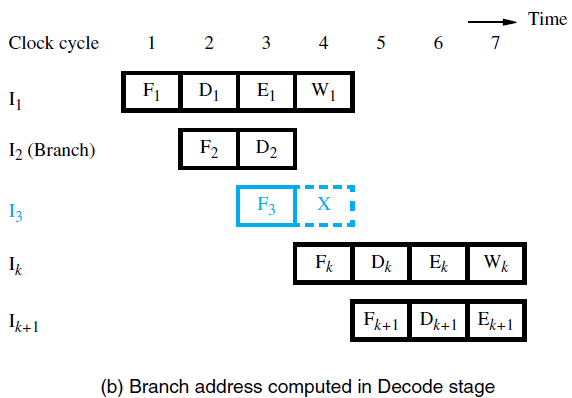 Time
Clock cycle 1 2 3 4 5 6 7
I1 F1 D1 E1 W1
I2 (Branch) F2 D2
I3 F3 X
Ik Fk Dk Ek Wk
Ik+1 Fk+1 Dk+1 Ek+1
(b) Branch address computed in Decode stage